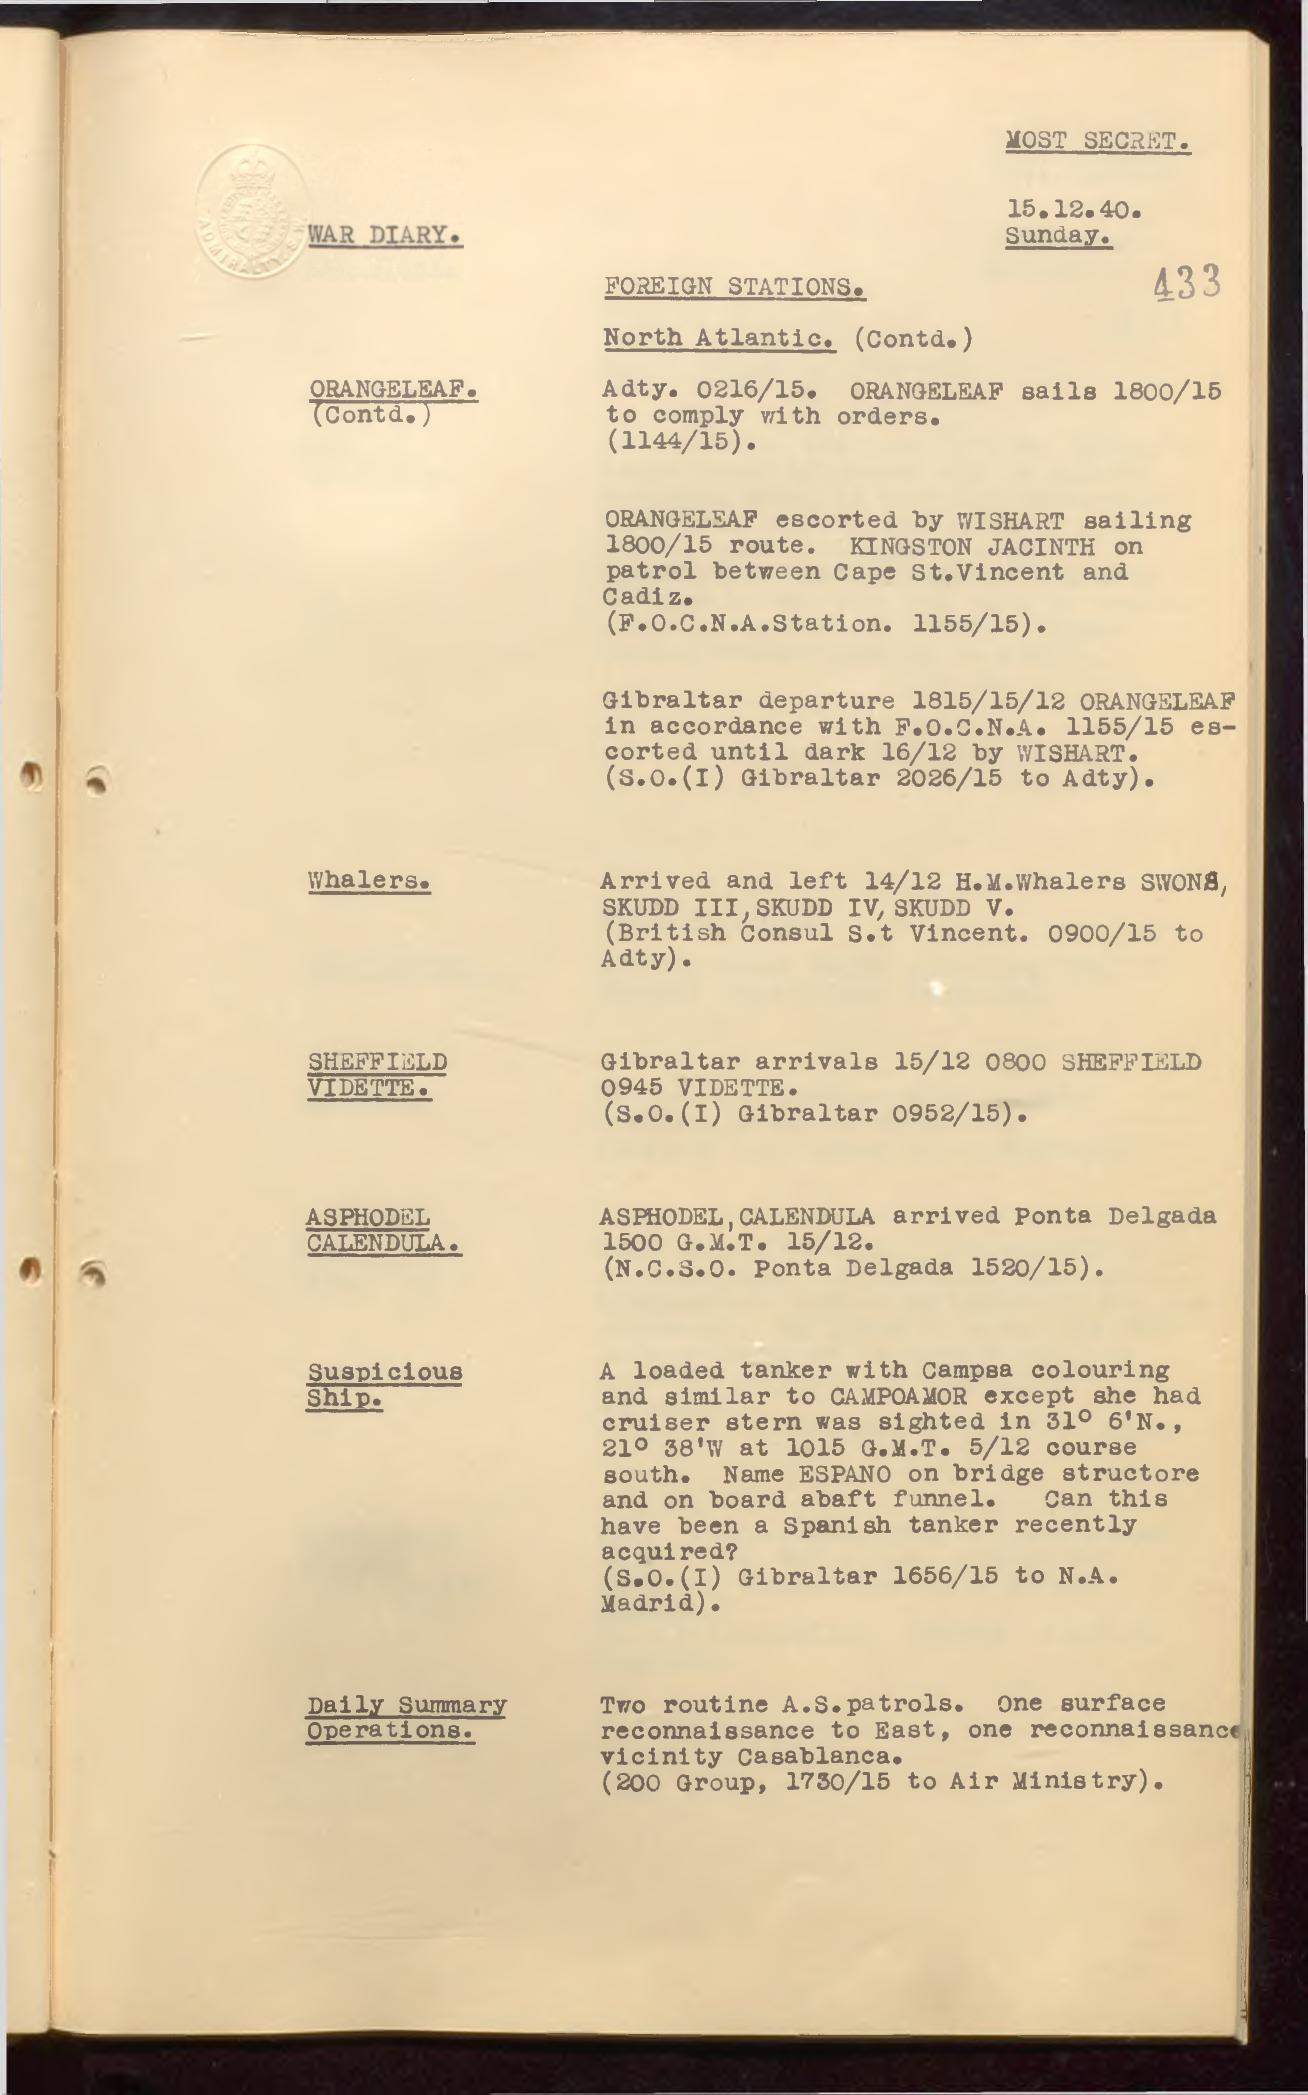 MOST SECRET.
15.12.40.
Sunday.
ADMIRALTY. S.W.
WAR DIARY.
433
FOREIGN STATIONS.
North Atlantic. (Contd.)
ORANGELEAF.
(Contd.)
Adty. 0216/15. ORANGELEAF sails 1800/15
to comply with orders.
(1144/15).
ORANGELEAF escorted by WISHART sailing
1800/15 route. KINGSTON JACINTH on
patrol between Cape St.Vincent and
Cadiz.
(F.O.C.N.A.Station. 1155/15).
Gibraltar departure 1815/15/12 ORANGELEAF
in accordance with F.O.C.N.A. 1155/15 es-
corted until dark 16/12 by WISHART.
(S.O.(I) Gibraltar 2026/15 to Adty).
Whalers.
Arrived and left 14/12 H.M.Whalers SWONA,
SKUDD III, SKUDD IV, SKUDD V.
(British Consul S.t Vincent. 0900/15 to
Adty).
SHEFFIELD
VIDETTE.
Gibraltar arrivals 15/12 0800 SHEFFIELD
0945 VIDETTE.
(S.O.(I) Gibraltar 0952/15).
ASPHODEL
CALENDULA.
ASPHODEL, CALENDULA arrived Ponta Delgada
1500 G.M.T. 15/12.
(N.C.S.O. Ponta Delgada 1520/15).
Suspicious
Ship.
A loaded tanker with Campsa colouring
and similar to CAMPOAMOR except she had
cruiser stern was sighted in 31° 6'N.,
21° 38'W at 1015 G.M.T. 5/12 course
south. Name ESPANO on bridge structore
and on board abaft funnel. Can this
have been a Spanish tanker recently
acquired?
(S.O.(I) Gibraltar 1656/15 to N.A.
Madrid).
Daily Summary
Operations.
Two routine A.S.patrols. One surface
reconnaissance to East, one reconnaissance
vicinity Casablanca.
(200 Group, 1730/15 to Air Ministry).